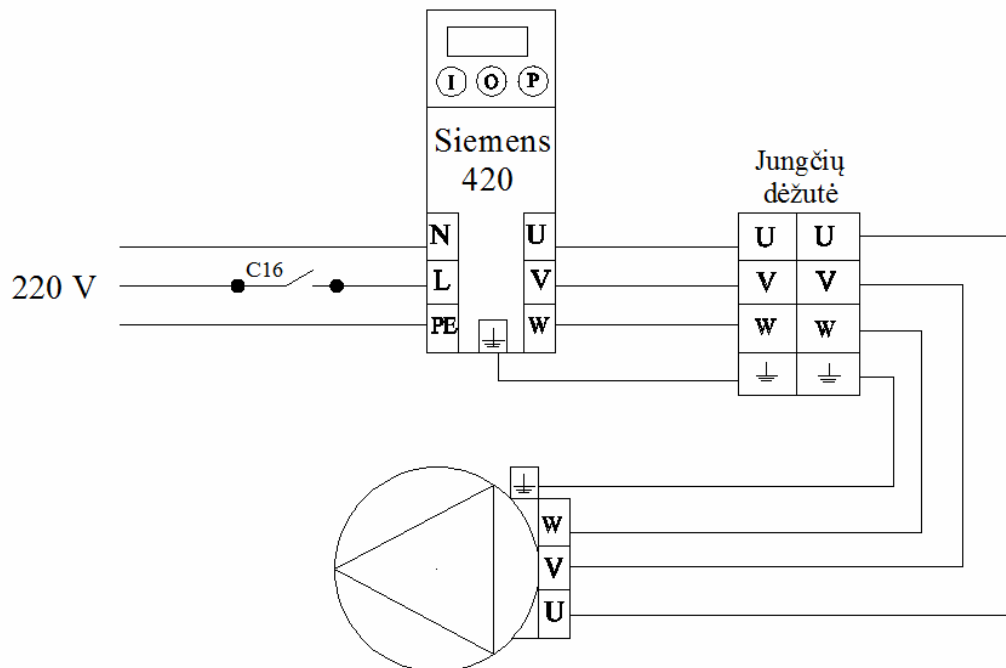 I O P
Siemens
420
Jungčių
dėžutė
N U U U
C16
220 V L V V V
PE W W W
W
V
U